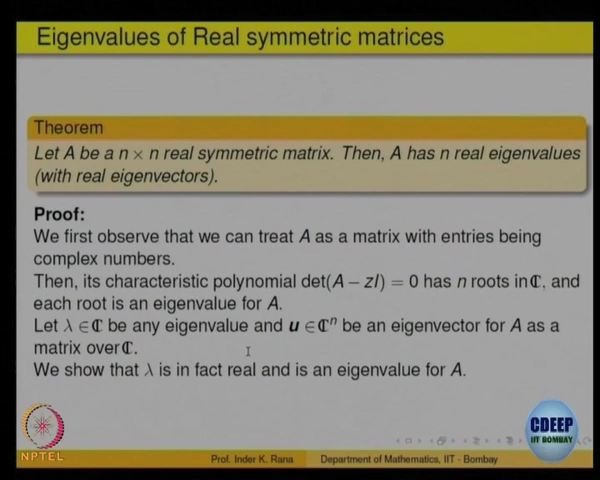 Eigenvalues of Real symmetric matrices
Theorem
Let A be a n × n real symmetric matrix. Then, A has n real eigenvalues
(with real eigenvectors).
Proof:
We first observe that we can treat A as a matrix with entries being
complex numbers.
Then, its characteristic polynomial det(A − zI) = 0 has n roots in ℂ, and
each root is an eigenvalue for A.
Let λ ∈ ℂ be any eigenvalue and u ∈ ℂⁿ be an eigenvector for A as a
matrix over ℂ.
We show that λ is in fact real and is an eigenvalue for A.
NPTEL
CDEEP
IIT BOMBAY
Prof. Inder K. Rana Department of Mathematics, IIT - Bombay